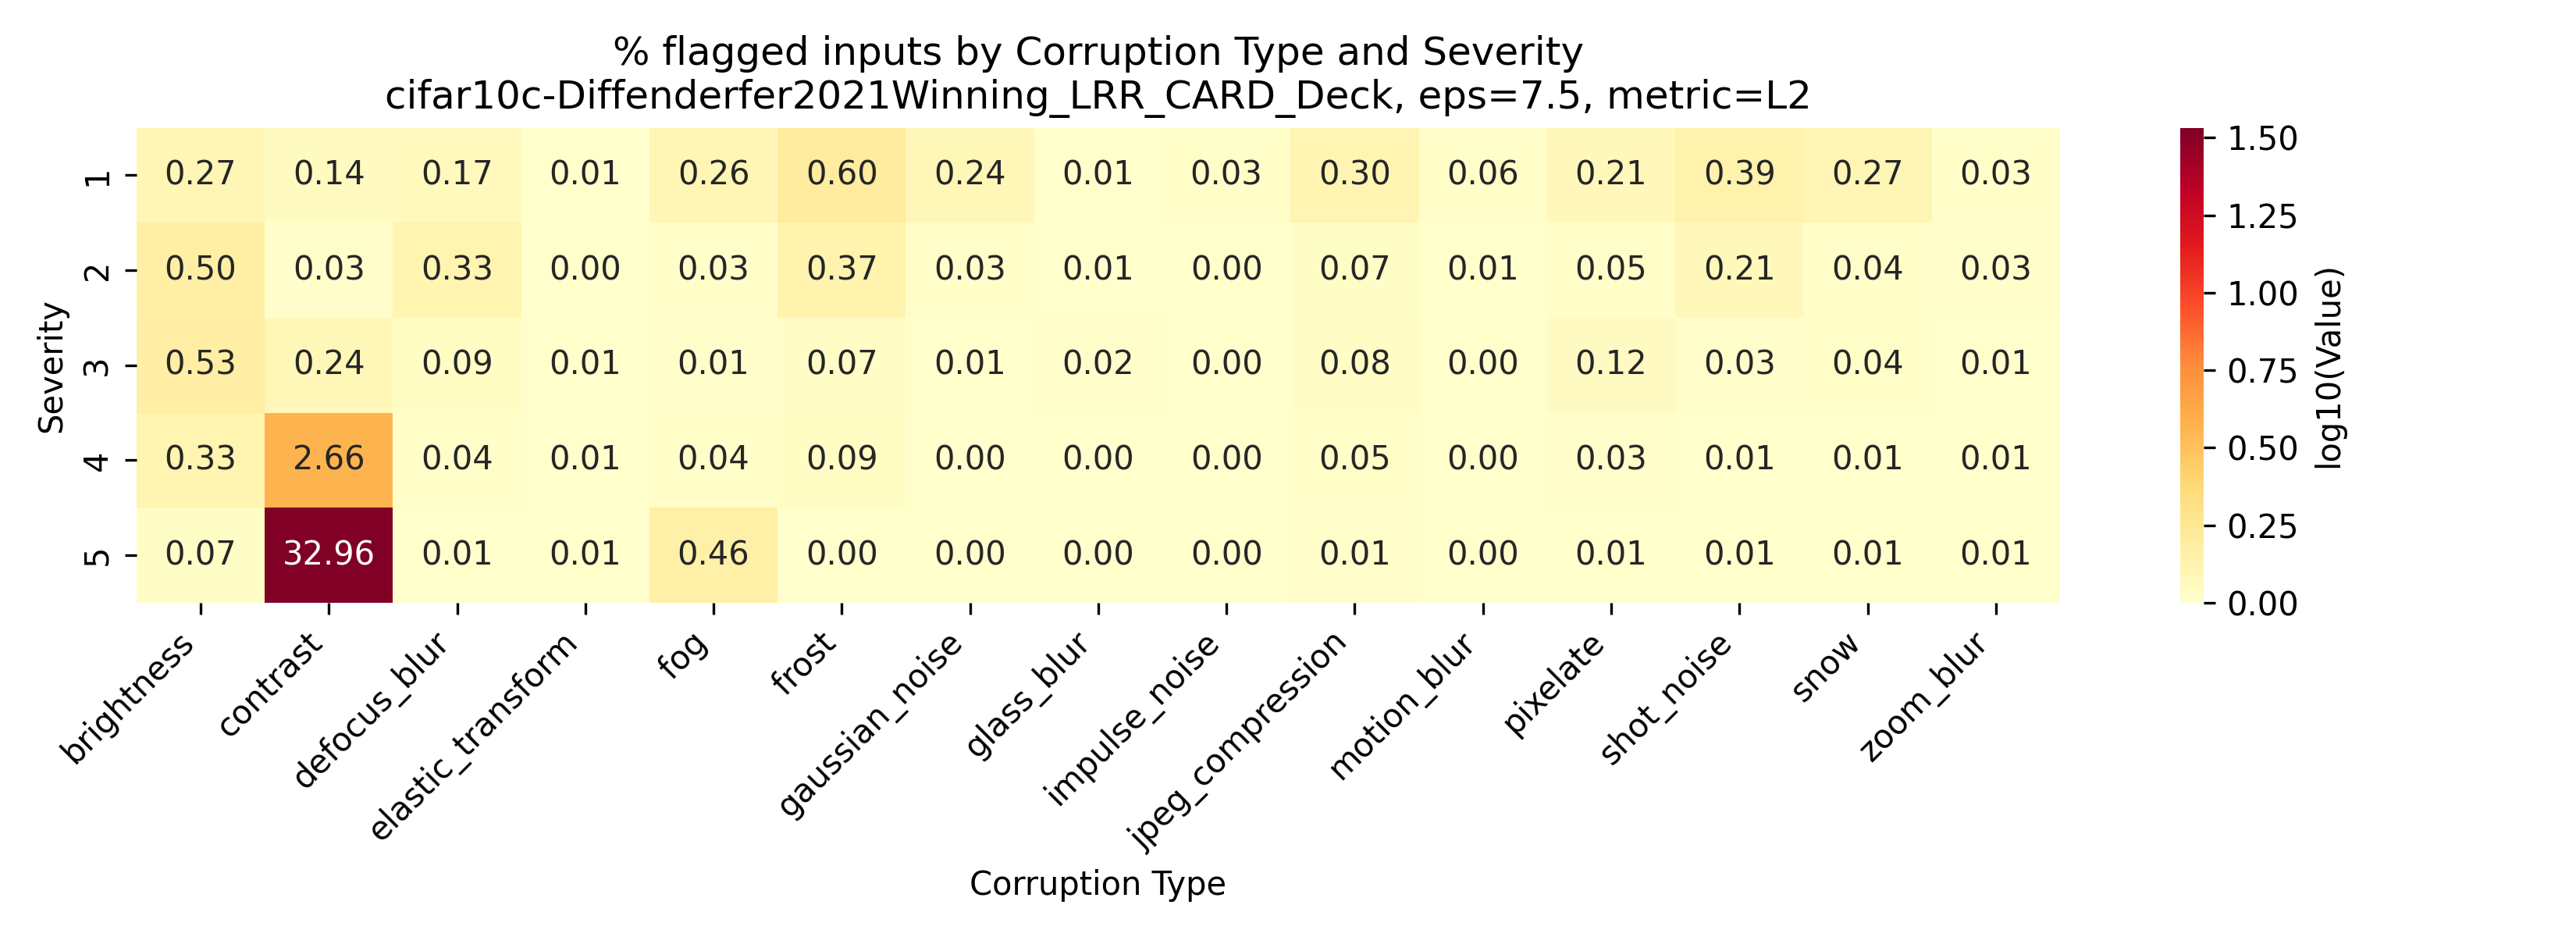 % flagged inputs by Corruption Type and Severity
cifar10c-Diffenderfer2021Winning_LRR_CARD_Deck, eps=7.5, metric=L2
Severity
1 0.27 0.14 0.17 0.01 0.26 0.60 0.24 0.01 0.03 0.30 0.06 0.21 0.39 0.27 0.03
2 0.50 0.03 0.33 0.00 0.03 0.37 0.03 0.01 0.00 0.07 0.01 0.05 0.21 0.04 0.03
3 0.53 0.24 0.09 0.01 0.01 0.07 0.01 0.02 0.00 0.08 0.00 0.12 0.03 0.04 0.01
4 0.33 2.66 0.04 0.01 0.04 0.09 0.00 0.00 0.00 0.05 0.00 0.03 0.01 0.01 0.01
5 0.07 32.96 0.01 0.01 0.46 0.00 0.00 0.00 0.00 0.01 0.00 0.01 0.01 0.01 0.01
brightness contrast defocus_blur elastic_transform fog frost gaussian_noise glass_blur impulse_noise jpeg_compression motion_blur pixelate shot_noise snow zoom_blur
Corruption Type
1.50
1.25
1.00
0.75
0.50
0.25
0.00
log10(Value)